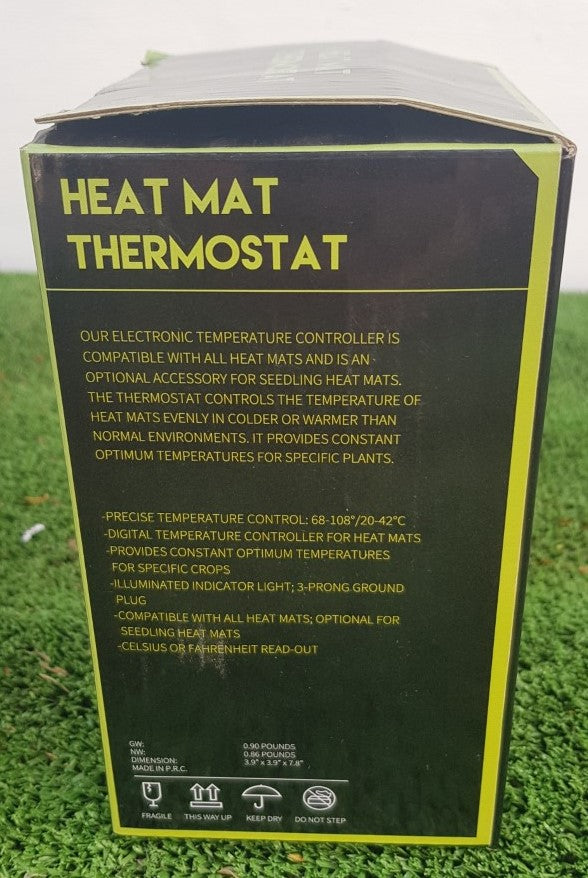 HEAT MAT
THERMOSTAT
OUR ELECTRONIC TEMPERATURE CONTROLLER IS
COMPATIBLE WITH ALL HEAT MATS AND IS AN
OPTIONAL ACCESSORY FOR SEEDLING HEAT MATS.
THE THERMOSTAT CONTROLS THE TEMPERATURE OF
HEAT MATS EVENLY IN COLDER OR WARMER THAN
NORMAL ENVIRONMENTS. IT PROVIDES CONSTANT
OPTIMUM TEMPERATURES FOR SPECIFIC PLANTS.
-PRECISE TEMPERATURE CONTROL: 68-108°/20-42°C
-DIGITAL TEMPERATURE CONTROLLER FOR HEAT MATS
-PROVIDES CONSTANT OPTIMUM TEMPERATURES
FOR SPECIFIC CROPS
-ILLUMINATED INDICATOR LIGHT; 3-PRONG GROUND
PLUG
-COMPATIBLE WITH ALL HEAT MATS; OPTIONAL FOR
SEEDLING HEAT MATS
-CELSIUS OR FAHRENHEIT READ-OUT
GW: 0.90 POUNDS
NW: 0.86 POUNDS
DIMENSION: 3.9" x 3.9" x 7.8"
MADE IN P.R.C.
FRAGILE THIS WAY UP KEEP DRY DO NOT STEP